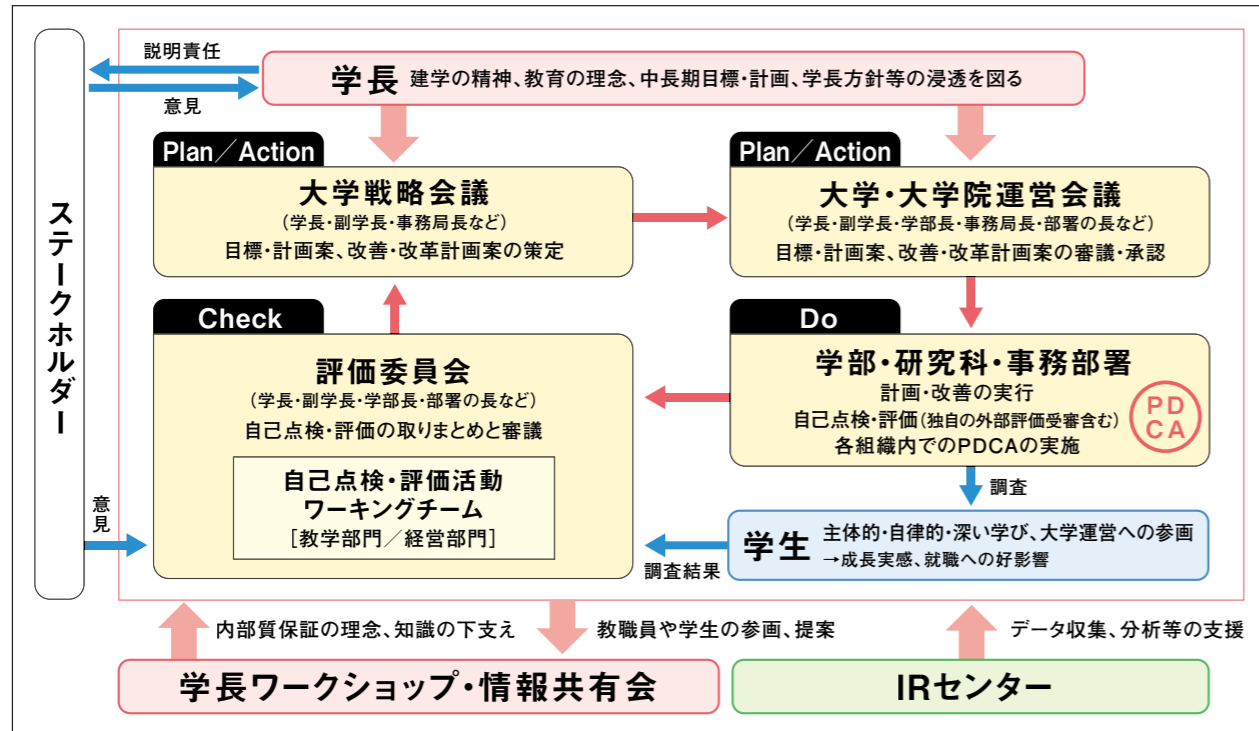 ステークホルダー
説明責任
意見
学長 建学の精神、教育の理念、中長期目標・計画、学長方針等の浸透を図る
Plan／Action
大学戦略会議
（学長・副学長・事務局長など）
目標・計画案、改善・改革計画案の策定
Plan／Action
大学・大学院運営会議
（学長・副学長・学部長・事務局長・部署の長など）
目標・計画案、改善・改革計画案の審議・承認
Check
評価委員会
（学長・副学長・学部長・部署の長など）
自己点検・評価の取りまとめと審議
自己点検・評価活動
ワーキングチーム
［教学部門／経営部門］
Do
学部・研究科・事務部署
計画・改善の実行
自己点検・評価（独自の外部評価受審含む）
各組織内でのPDCAの実施
PD
CA
調査
意見
学生 主体的・自律的・深い学び、大学運営への参画
→成長実感、就職への好影響
調査結果
内部質保証の理念、知識の下支え
教職員や学生の参画、提案
データ収集、分析等の支援
学長ワークショップ・情報共有会
IRセンター